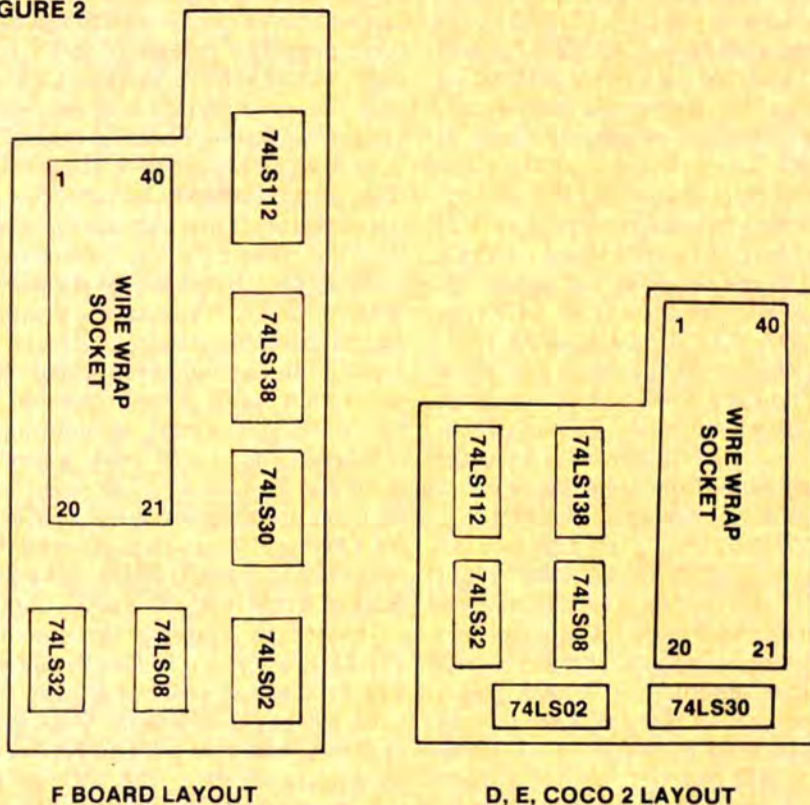 GURE 2
74LS112
1 40
WIRE WRAP
SOCKET
74LS138
74LS30
20 21
74LS32
74LS08
74LS02
F BOARD LAYOUT
1 40
WIRE WRAP
SOCKET
74LS112
74LS138
74LS32
74LS08
20 21
74LS02
74LS30
D, E, COCO 2 LAYOUT